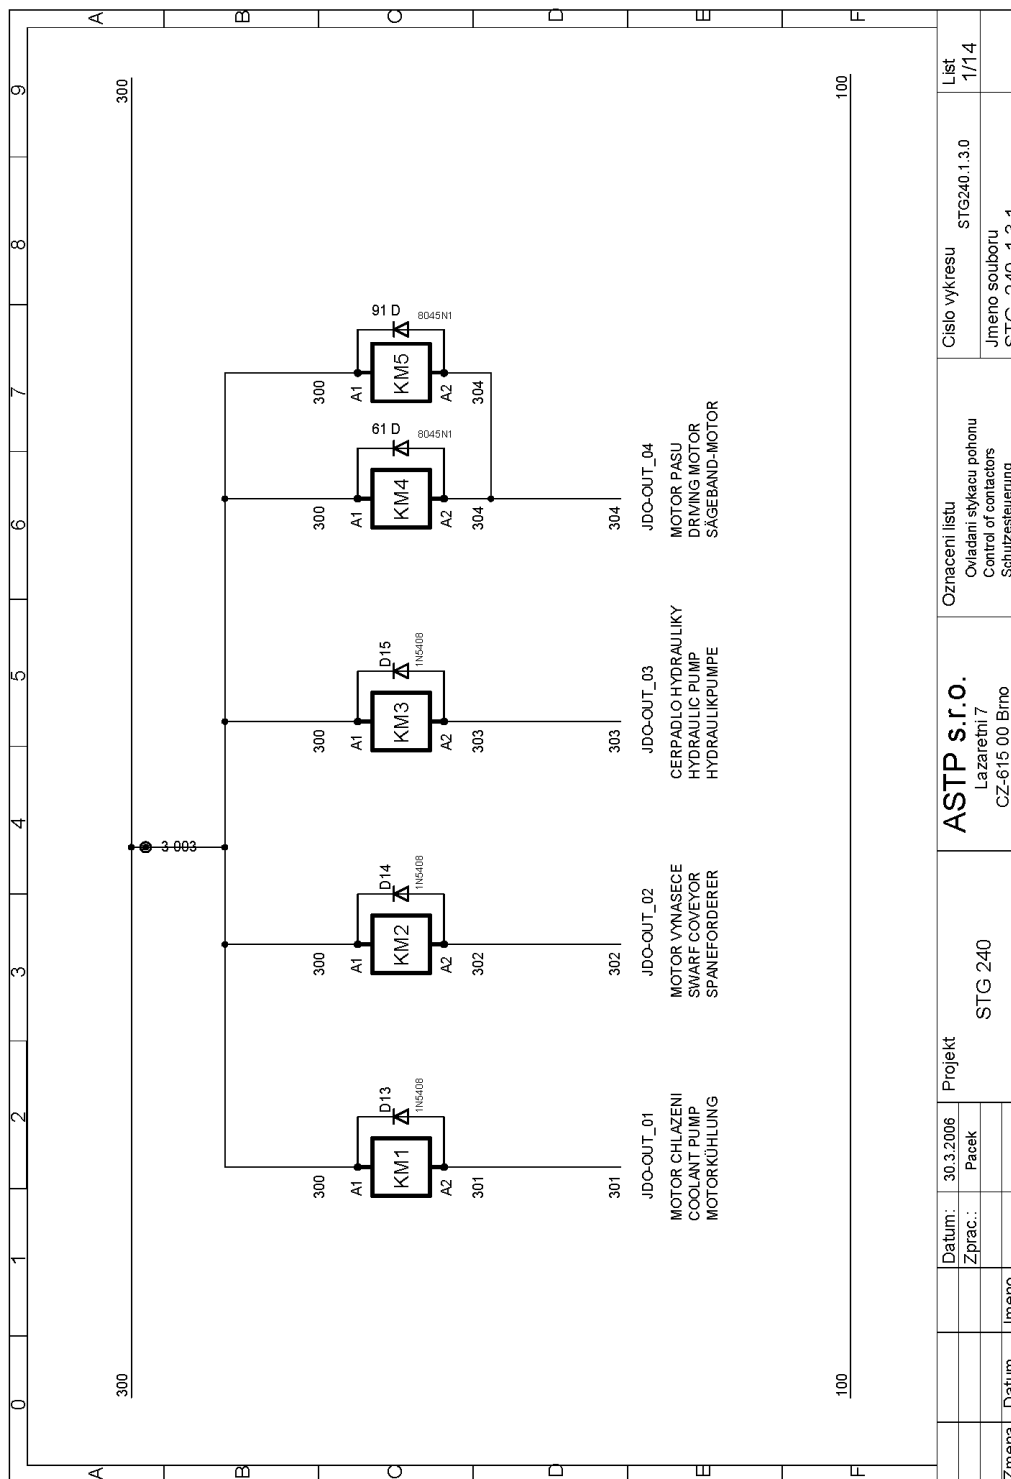 0 1 2 3 4 5 6 7 8 9
A
B
C
D
E
F
A
B
C
D
E
F
300
300
3 003
300
A1
KM1
A2
301
D13
1N5408
301
JDO-OUT_01
MOTOR CHLAZENI
COOLANT PUMP
MOTORKÜHLUNG
300
A1
KM2
A2
302
D14
1N5408
302
JDO-OUT_02
MOTOR VYNASECE
SWARF COVEYOR
SPANEFORDERER
300
A1
KM3
A2
303
D15
1N5408
303
JDO-OUT_03
CERPADLO HYDRAULIKY
HYDRAULIC PUMP
HYDRAULIKPUMPE
300
A1
KM4
A2
304
61 D
8045N1
304
JDO-OUT_04
MOTOR PASU
DRIVING MOTOR
SÄGEBAND-MOTOR
300
A1
KM5
A2
304
91 D
8045N1
100
100
Zmena Datum Jmeno
Datum: 30.3.2006
Zprac.: Pacek
Projekt
STG 240
ASTP s.r.o.
Lazaretni 7
CZ-615 00 Brno
Oznaceni listu
Ovladani stykacu pohonu
Control of contactors
Schutzesteuerung
Cislo vykresu
STG240.1.3.0
Jmeno souboru
STG_240_1_3_1
List
1/14